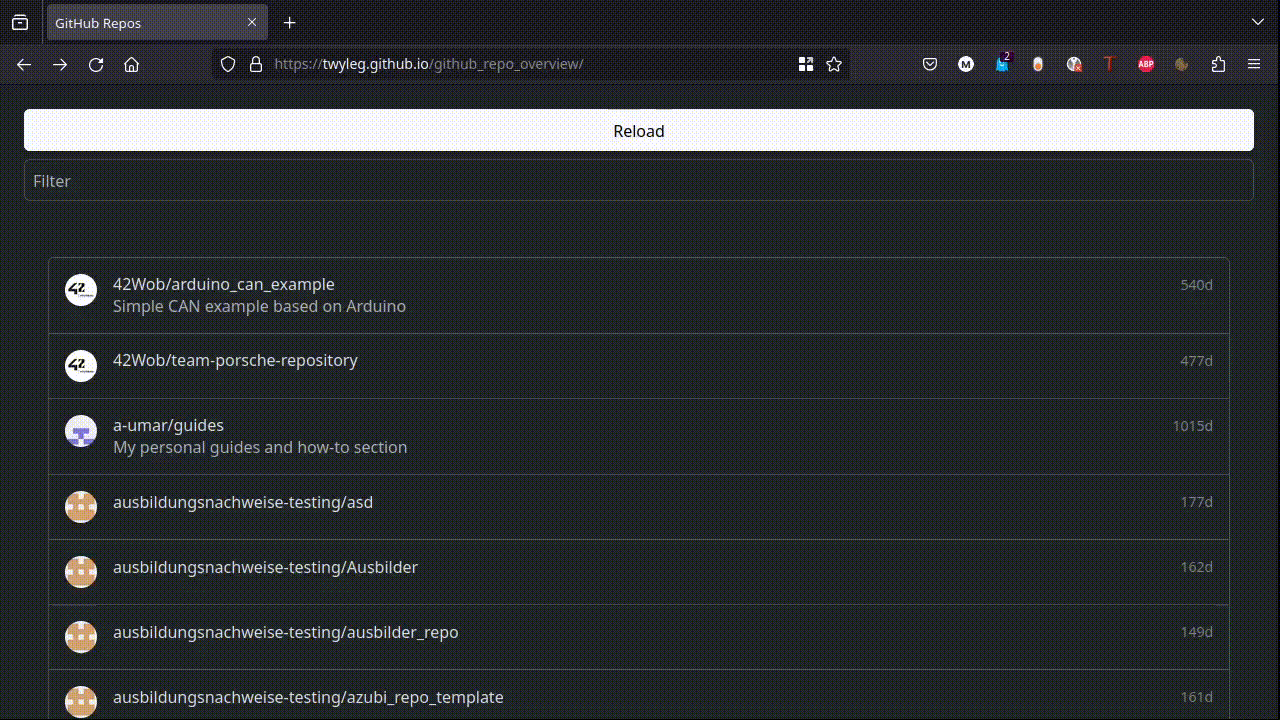 GitHub Repos
https://twyleg.github.io/github_repo_overview/
M
2
T
ABP
Reload
Filter
42Wob/arduino_can_example
540d
Simple CAN example based on Arduino
42Wob/team-porsche-repository
477d
a-umar/guides
1015d
My personal guides and how-to section
ausbildungsnachweise-testing/asd
177d
ausbildungsnachweise-testing/Ausbilder
162d
ausbildungsnachweise-testing/ausbilder_repo
149d
ausbildungsnachweise-testing/azubi_repo_template
161d